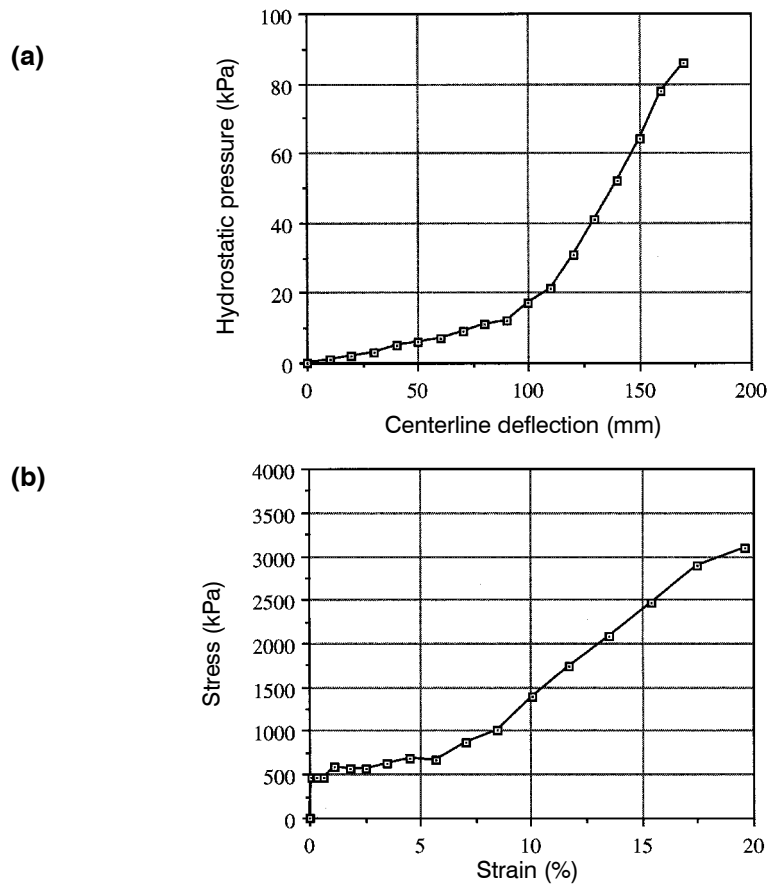 (a)
Hydrostatic pressure (kPa)
100
80
60
40
20
0
0 50 100 150 200
Centerline deflection (mm)
(b)
Stress (kPa)
4000
3500
3000
2500
2000
1500
1000
500
0
0 5 10 15 20
Strain (%)